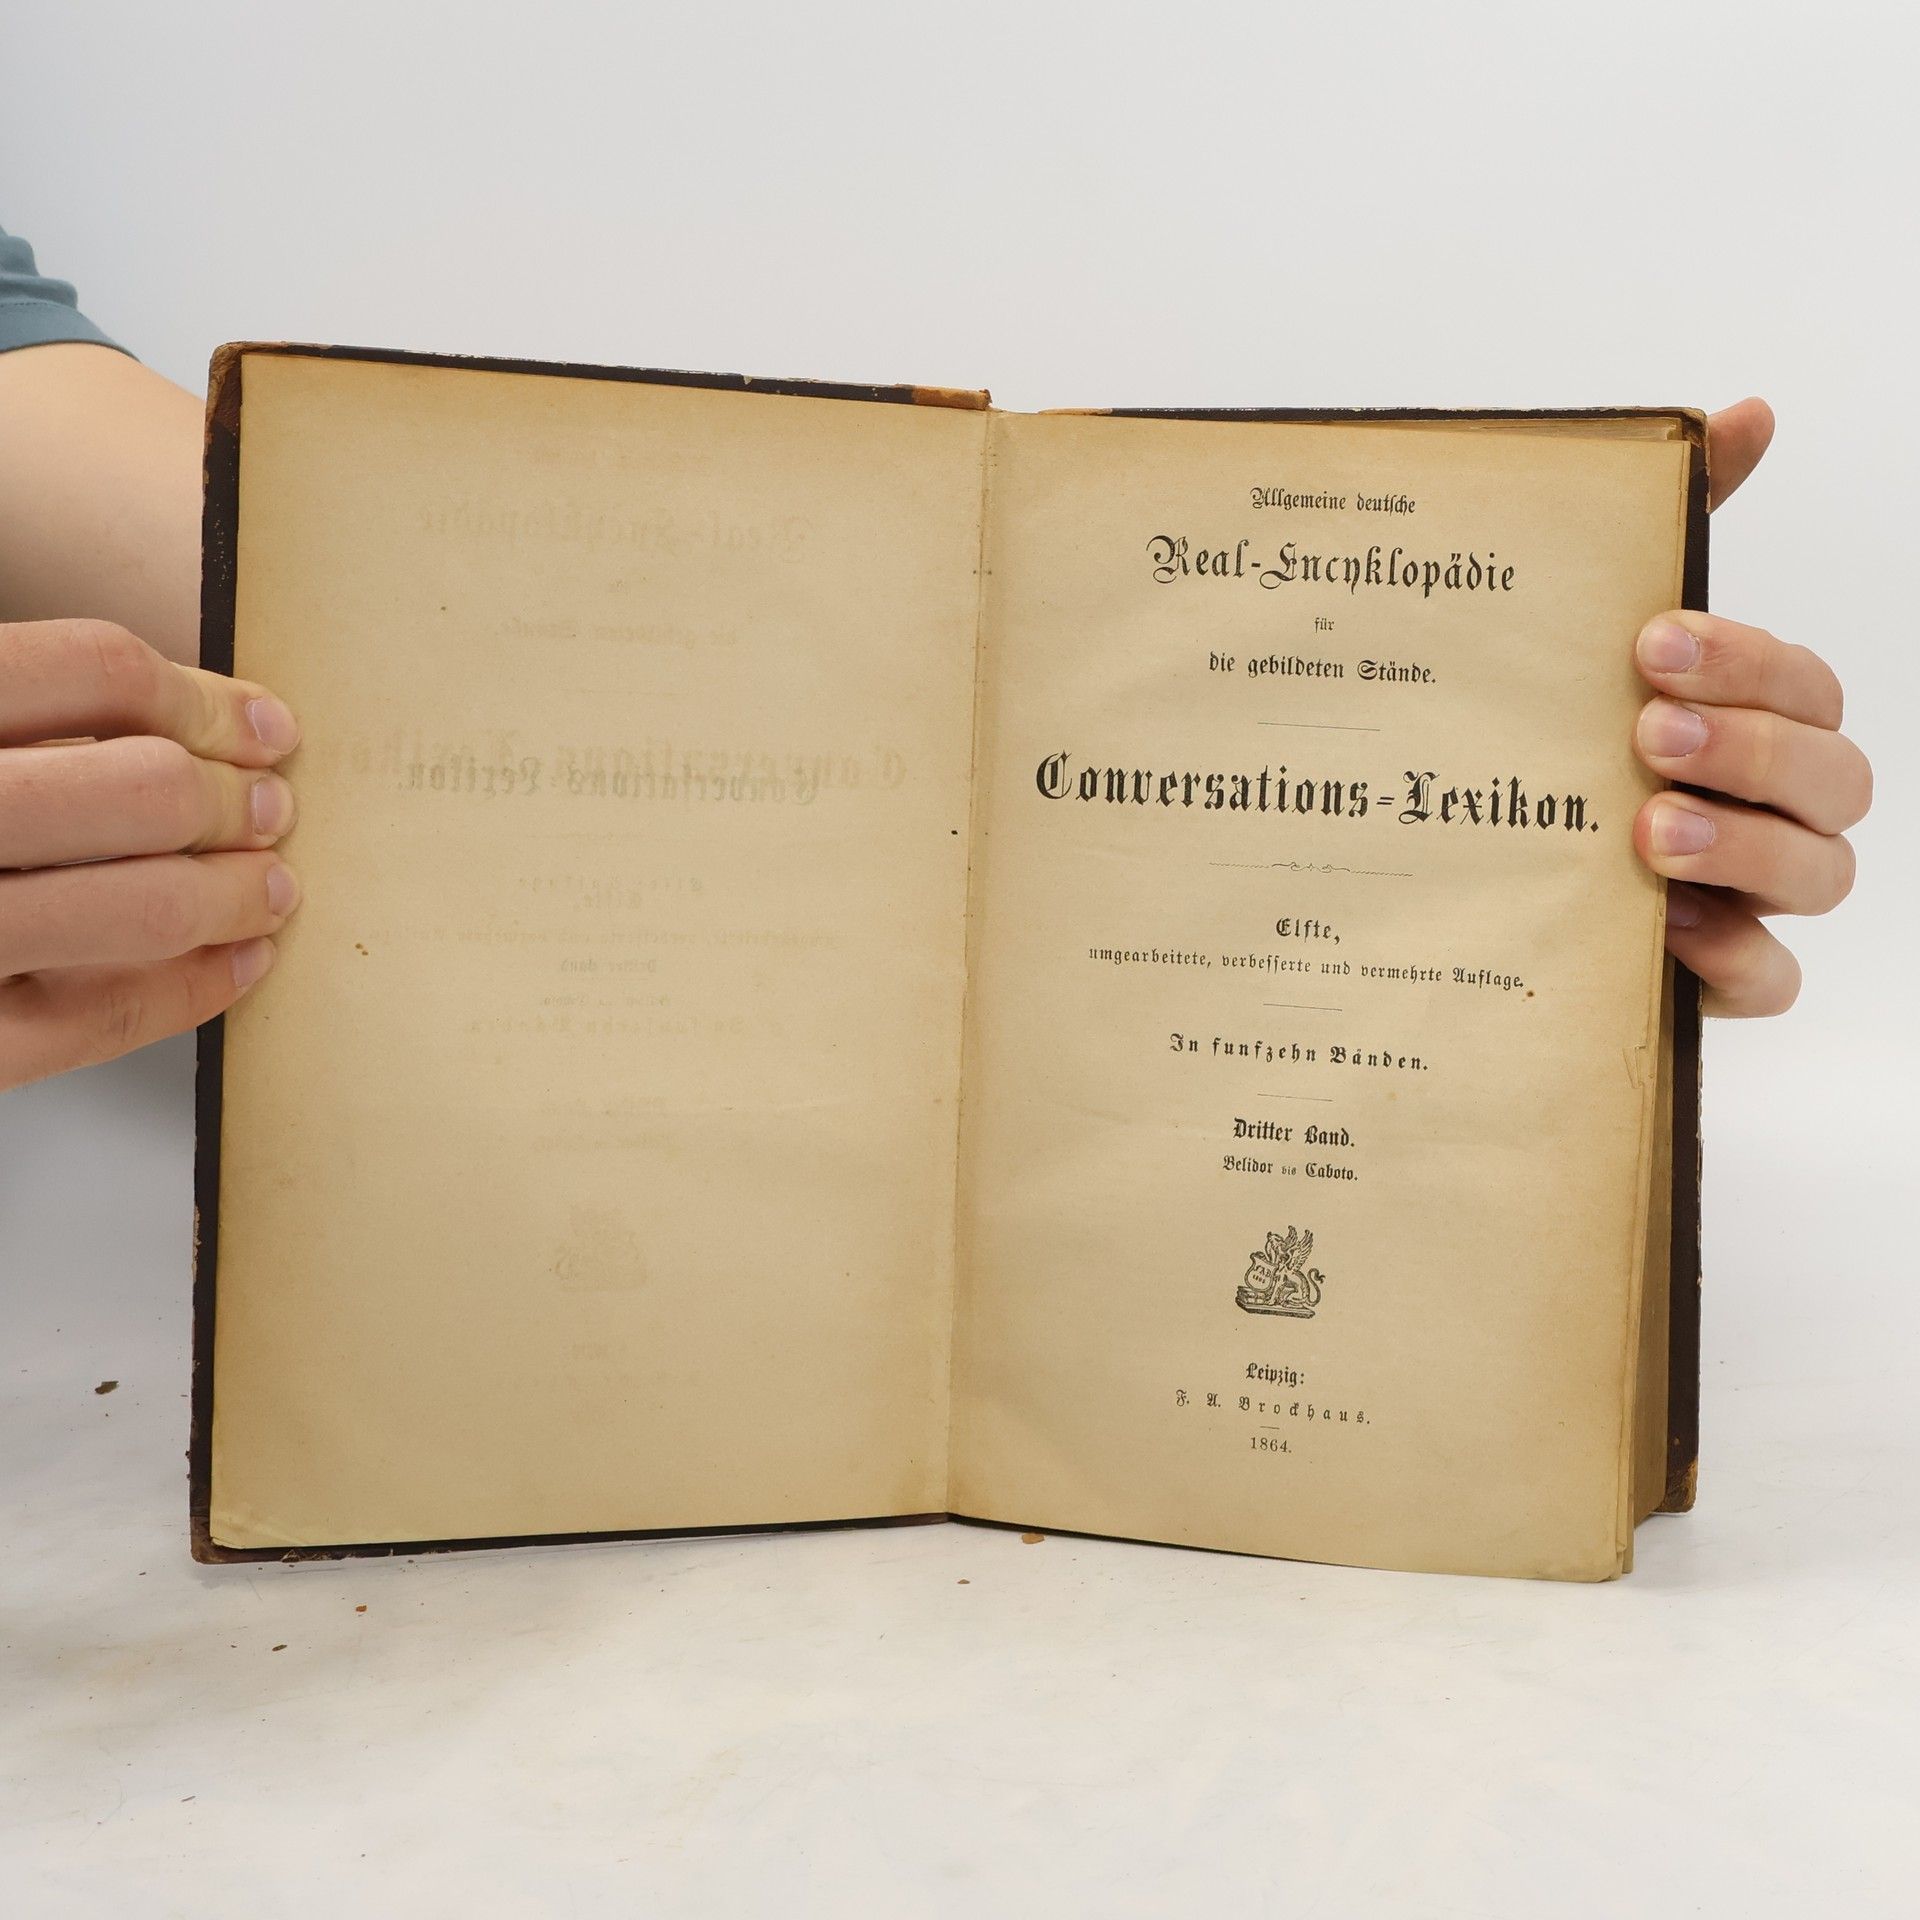 Allgemeine deutsche
Real-Encyklopädie
für
die gebildeten Stände.
Conversations-Lexikon.
Elfte,
umgearbeitete, verbesserte und vermehrte Auflage.
In funfzehn Bänden.
Dritter Band.
Belidor bis Caboto.
FAB
Leipzig:
F. A. Brockhaus.
1864.